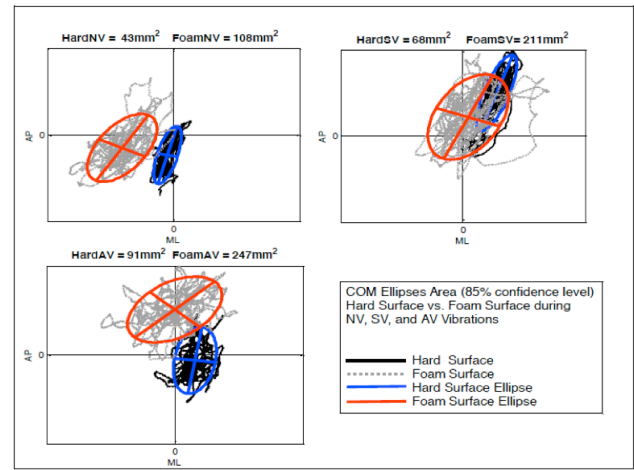 HardNV = 43mm² FoamNV = 108mm²
AP
0
0
ML
HardSV = 68mm² FoamSV = 211mm²
AP
0
0
ML
HardAV = 91mm² FoamAV = 247mm²
AP
0
0
ML
COM Ellipses Area (85% confidence level)
Hard Surface vs. Foam Surface during
NV, SV, and AV Vibrations
Hard Surface
Foam Surface
Hard Surface Ellipse
Foam Surface Ellipse